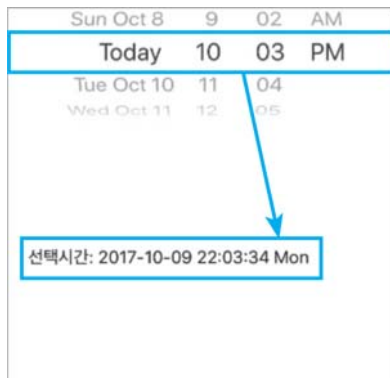 Sun Oct 8 9 02 AM
Today 10 03 PM
Tue Oct 10 11 04
Wed Oct 11 12 05
선택시간: 2017-10-09 22:03:34 Mon